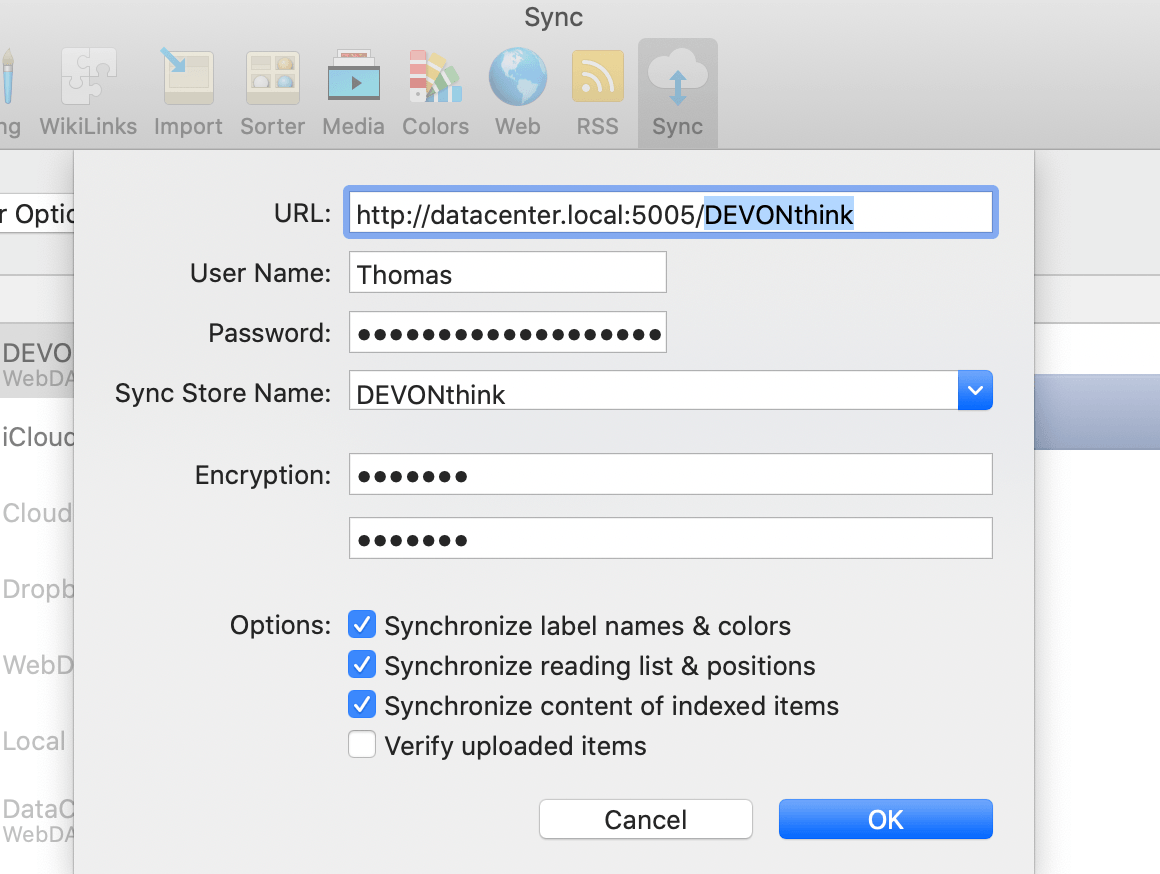 Sync
ng WikiLinks Import Sorter Media Colors Web RSS Sync
r Optio
URL: http://datacenter.local:5005/DEVONthink
User Name: Thomas
Password: ●●●●●●●●●●●●●●●●●●●
DEVO
WebDA
Sync Store Name: DEVONthink
iCloud
Encryption: ●●●●●●●
Cloud
●●●●●●●
Dropb
Options: Synchronize label names & colors
WebD
Synchronize reading list & positions
Synchronize content of indexed items
Local
Verify uploaded items
DataC
WebDA
Cancel OK